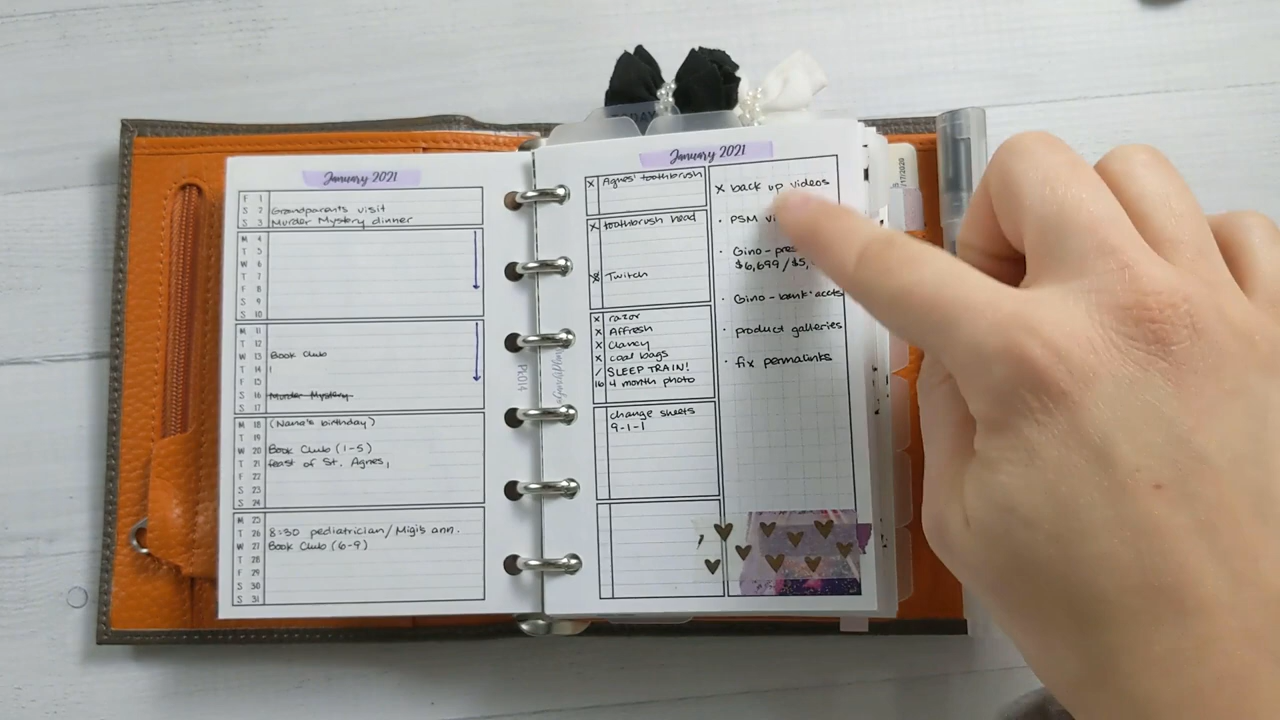 January 2021
F 1
S 2 Grandparents visit
S 3 Murder Mystery dinner
M 4
T 5
W 6
T 7
F 8
S 9
S 10
M 11
T 12
W 13 Book Club
T 14
F 15
S 16 Murder Mystery
S 17
M 18 (Nana's birthday)
T 19
W 20 Book Club (1-5)
T 21 feast of St. Agnes,
F 22
S 23
S 24
M 25
T 26 8:30 pediatrician/Migi's ann.
W 27 Book Club (6-9)
T 28
F 29
S 30
S 31
PK014
January 2021
x Agnes' toothbrush
x toothbrush head
Twitch
x razor
x Affresh
x Clancy
x coal bags
/ SLEEP TRAIN!
16 4 month photo
change sheets
9-1-1
x back up videos
· PSM
· Gino -
$6,699/$5,
· Gino - bank accts
· product galleries
· fix permalinks
17/2020